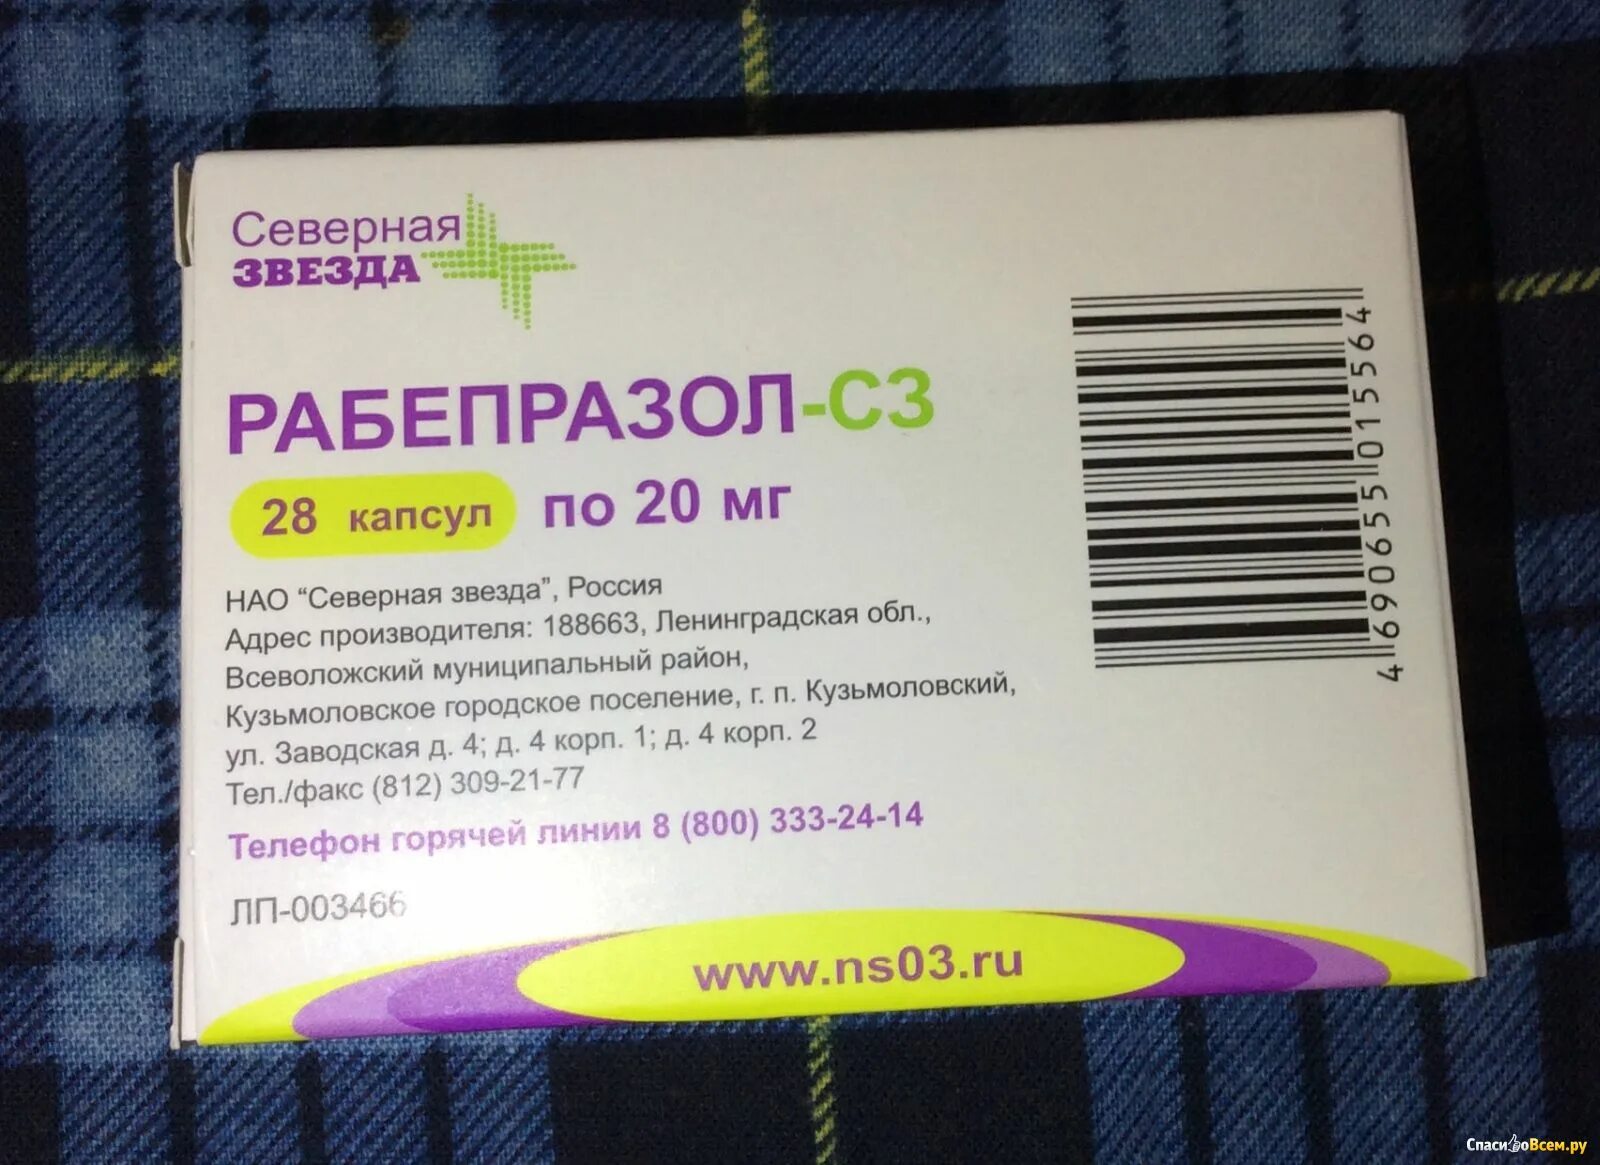 Северная
ЗВЕЗДА
РАБЕПРАЗОЛ-СЗ
28 капсул по 20 мг
НАО “Северная звезда”, Россия
Адрес производителя: 188663, Ленинградская обл.,
Всеволожский муниципальный район,
Кузьмоловское городское поселение, г. п. Кузьмоловский,
ул. Заводская д. 4; д. 4 корп. 1; д. 4 корп. 2
Тел./факс (812) 309-21-77
Телефон горячей линии 8 (800) 333-24-14
ЛП-003466
www.ns03.ru
4 690655 015564
СпасибоВсем.ру